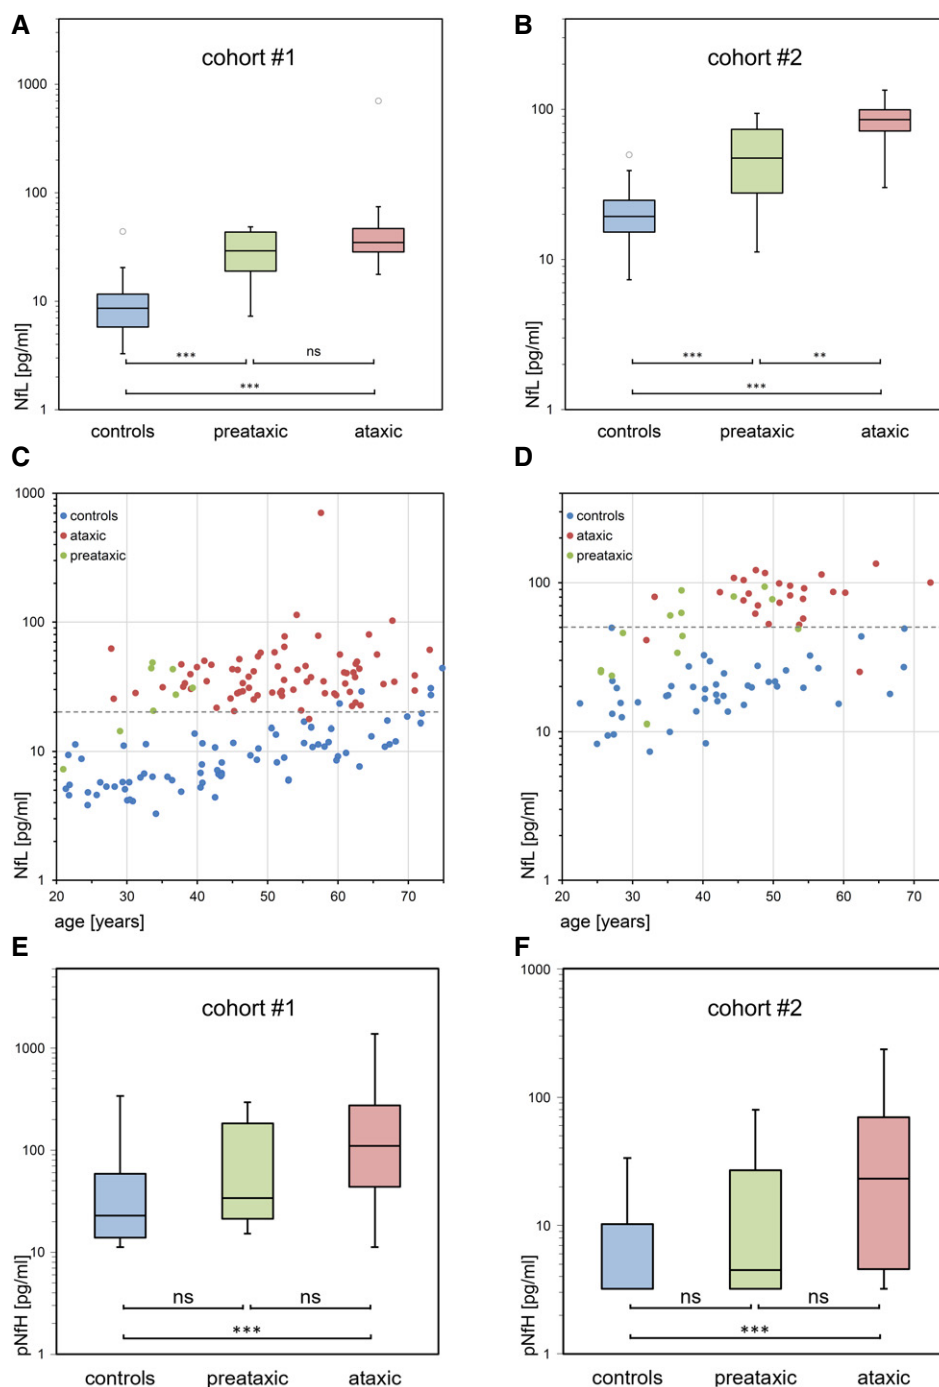 A
cohort #1
1000
100
10
1
NfL [pg/ml]
***
ns
***
controls preataxic ataxic
B
cohort #2
100
10
1
NfL [pg/ml]
***
**
***
controls preataxic ataxic
C
1000
100
10
1
NfL [pg/ml]
controls
ataxic
preataxic
20 30 40 50 60 70
age [years]
D
100
10
1
NfL [pg/ml]
controls
ataxic
preataxic
20 30 40 50 60 70
age [years]
E
cohort #1
1000
100
10
1
pNfH [pg/ml]
ns
ns
***
controls preataxic ataxic
F
cohort #2
1000
100
10
1
pNfH [pg/ml]
ns
ns
***
controls preataxic ataxic